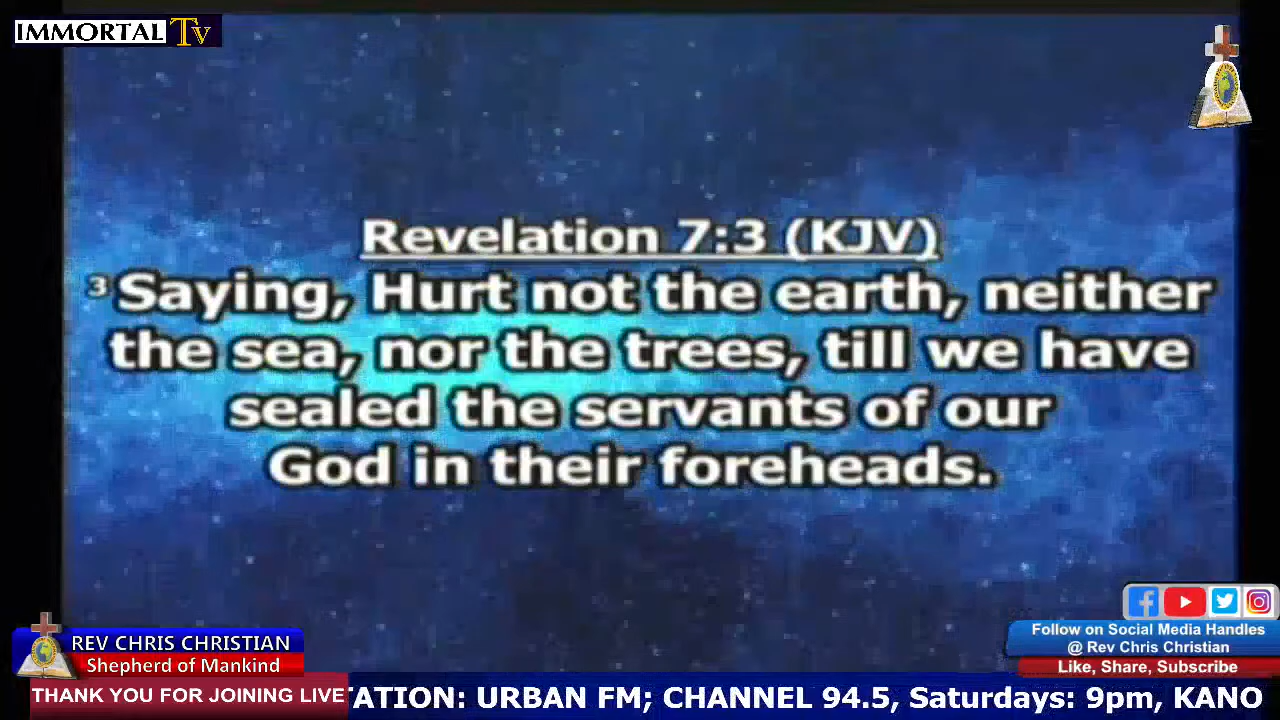 IMMORTAL Tv
Revelation 7:3 (KJV)
3 Saying, Hurt not the earth, neither
the sea, nor the trees, till we have
sealed the servants of our
God in their foreheads.
REV CHRIS CHRISTIAN
Shepherd of Mankind
Follow on Social Media Handles
@ Rev Chris Christian
Like, Share, Subscribe
THANK YOU FOR JOINING LIVE
TATION: URBAN FM; CHANNEL 94.5, Saturdays: 9pm, KANO